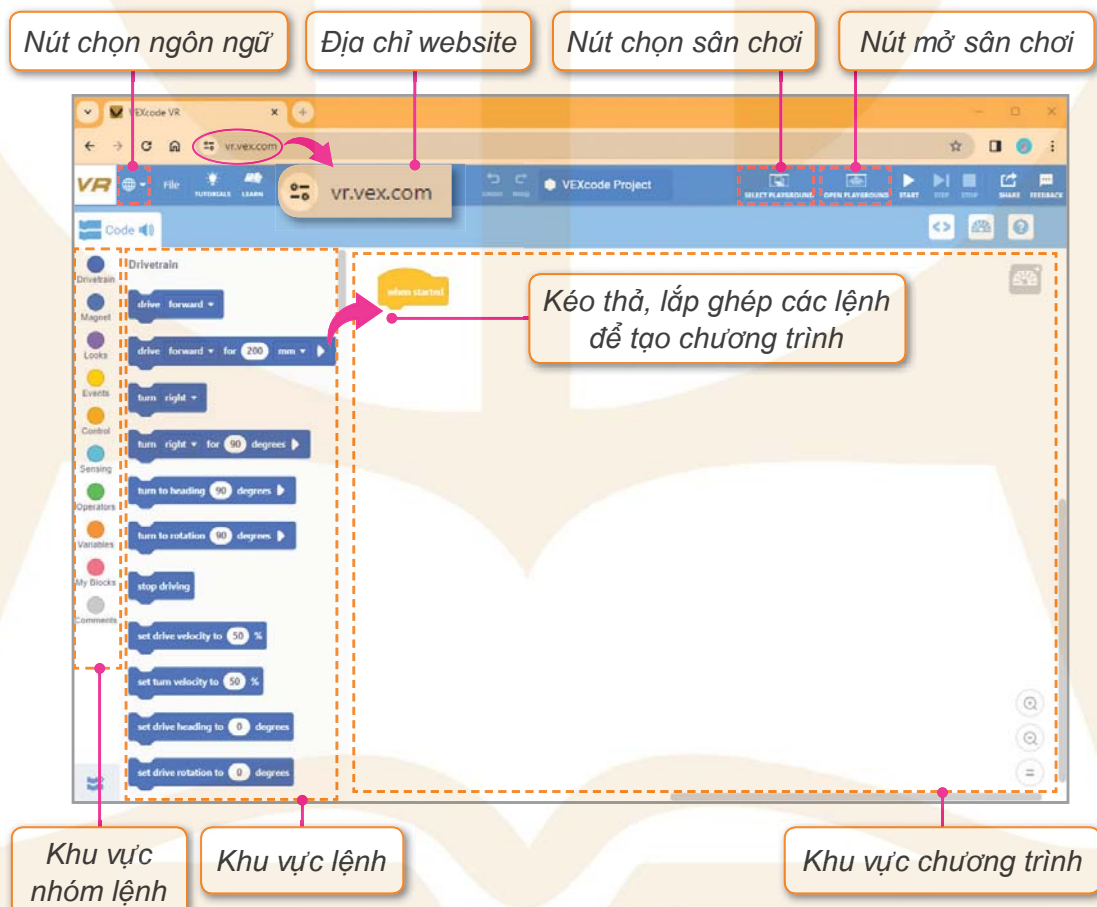 Nút chọn ngôn ngữ
Địa chỉ website
Nút chọn sân chơi
Nút mở sân chơi
VEXcode VR
vr.vex.com
VR
File
TUTORIALS
LEARN
vr.vex.com
UNDO
REDO
VEXcode Project
SELECT PLAYGROUND
OPEN PLAYGROUND
START
STEP
STOP
SHARE
FEEDBACK
Code
Drivetrain
Magnet
Looks
Events
Control
Sensing
Operators
Variables
My Blocks
Comments
Drivetrain
drive forward
drive forward for 200 mm
turn right
turn right for 90 degrees
turn to heading 90 degrees
turn to rotation 90 degrees
stop driving
set drive velocity to 50 %
set turn velocity to 50 %
set drive heading to 0 degrees
set drive rotation to 0 degrees
when started
Kéo thả, lắp ghép các lệnh
để tạo chương trình
Khu vực
nhóm lệnh
Khu vực lệnh
Khu vực chương trình